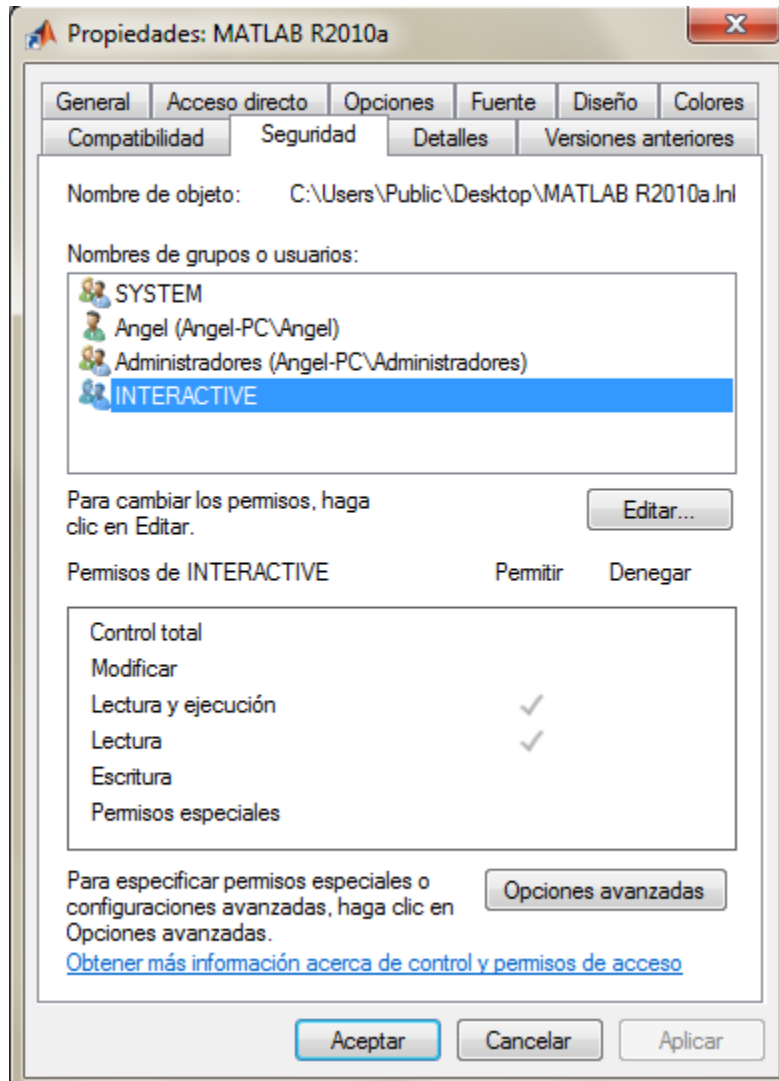 Propiedades: MATLAB R2010a
General Acceso directo Opciones Fuente Diseño Colores
Compatibilidad Seguridad Detalles Versiones anteriores
Nombre de objeto: C:\Users\Public\Desktop\MATLAB R2010a.lnk
Nombres de grupos o usuarios:
SYSTEM
Angel (Angel-PC\Angel)
Administradores (Angel-PC\Administradores)
INTERACTIVE
Para cambiar los permisos, haga
clic en Editar.
Editar...
Permisos de INTERACTIVE Permitir Denegar
Control total
Modificar
Lectura y ejecución
Lectura
Escritura
Permisos especiales
Para especificar permisos especiales o
configuraciones avanzadas, haga clic en
Opciones avanzadas.
Opciones avanzadas
Obtener más información acerca de control y permisos de acceso
Aceptar Cancelar Aplicar